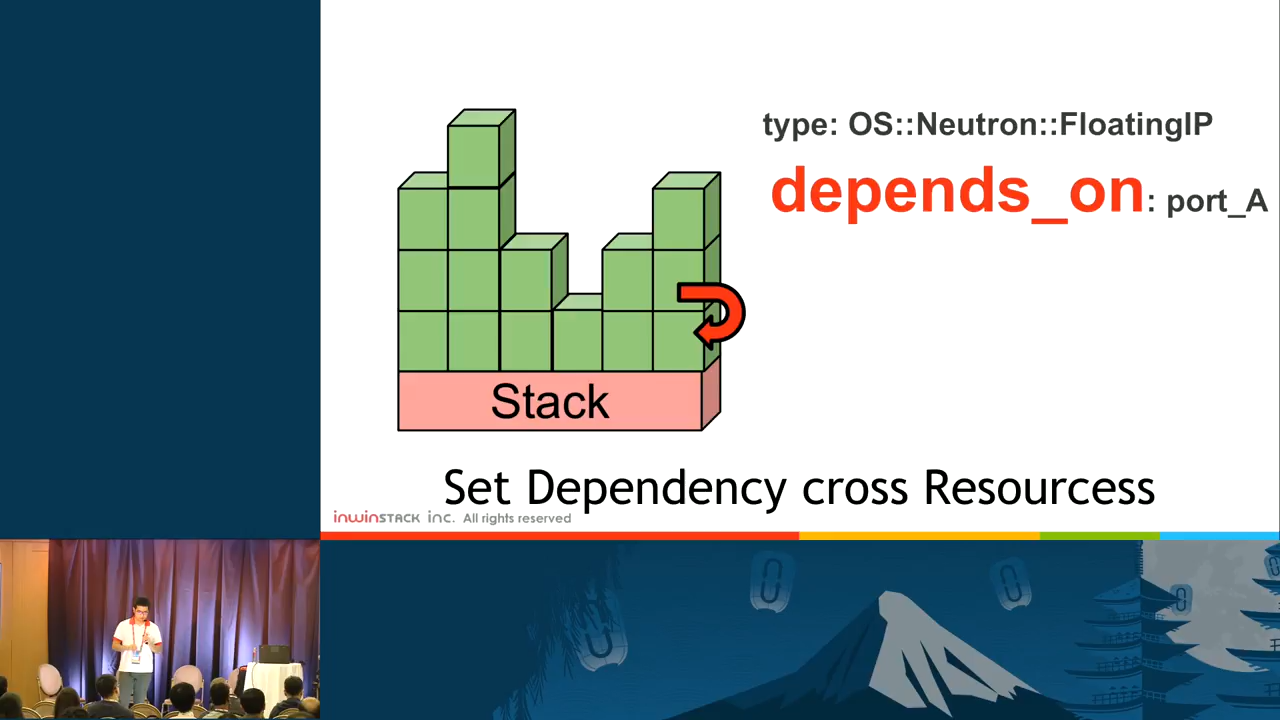 type: OS::Neutron::FloatingIP
depends_on: port_A
Stack
Set Dependency cross Resourcess
inwinSTACK inc. All rights reserved